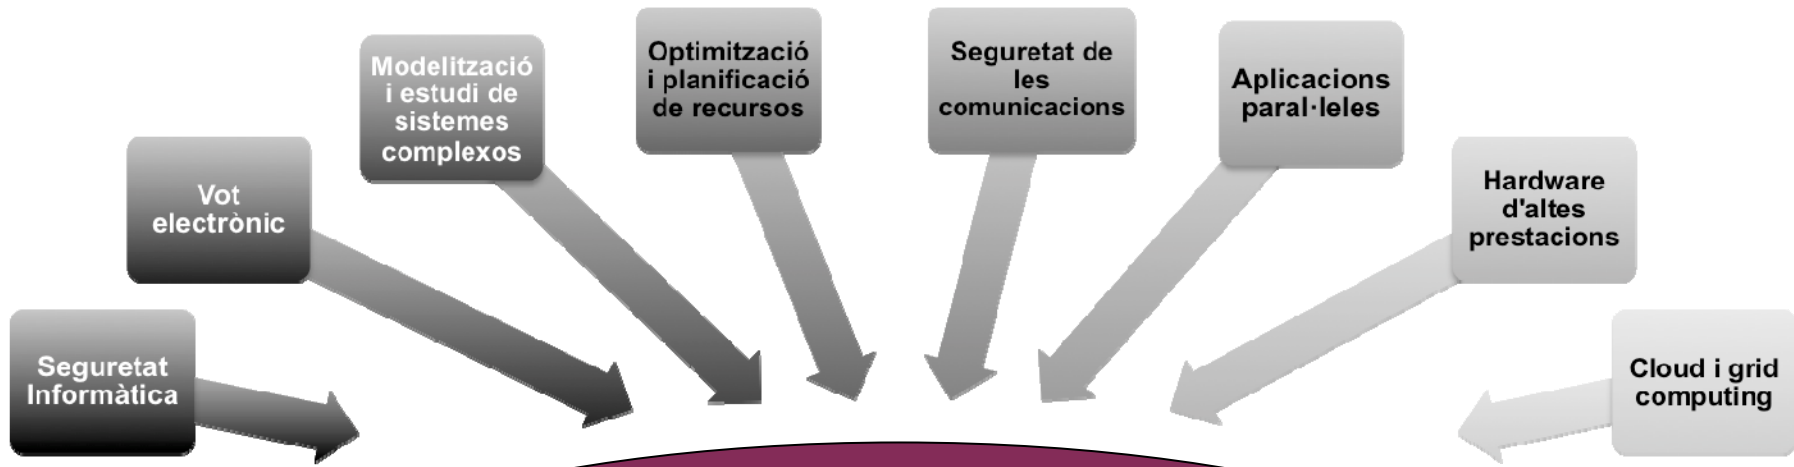 Seguretat
Informàtica
Vot
electrònic
Modelització
i estudi de
sistemes
complexos
Optimització
i planificació
de recursos
Seguretat de
les
comunicacions
Aplicacions
paral·leles
Hardware
d'altes
prestacions
Cloud i grid
computing